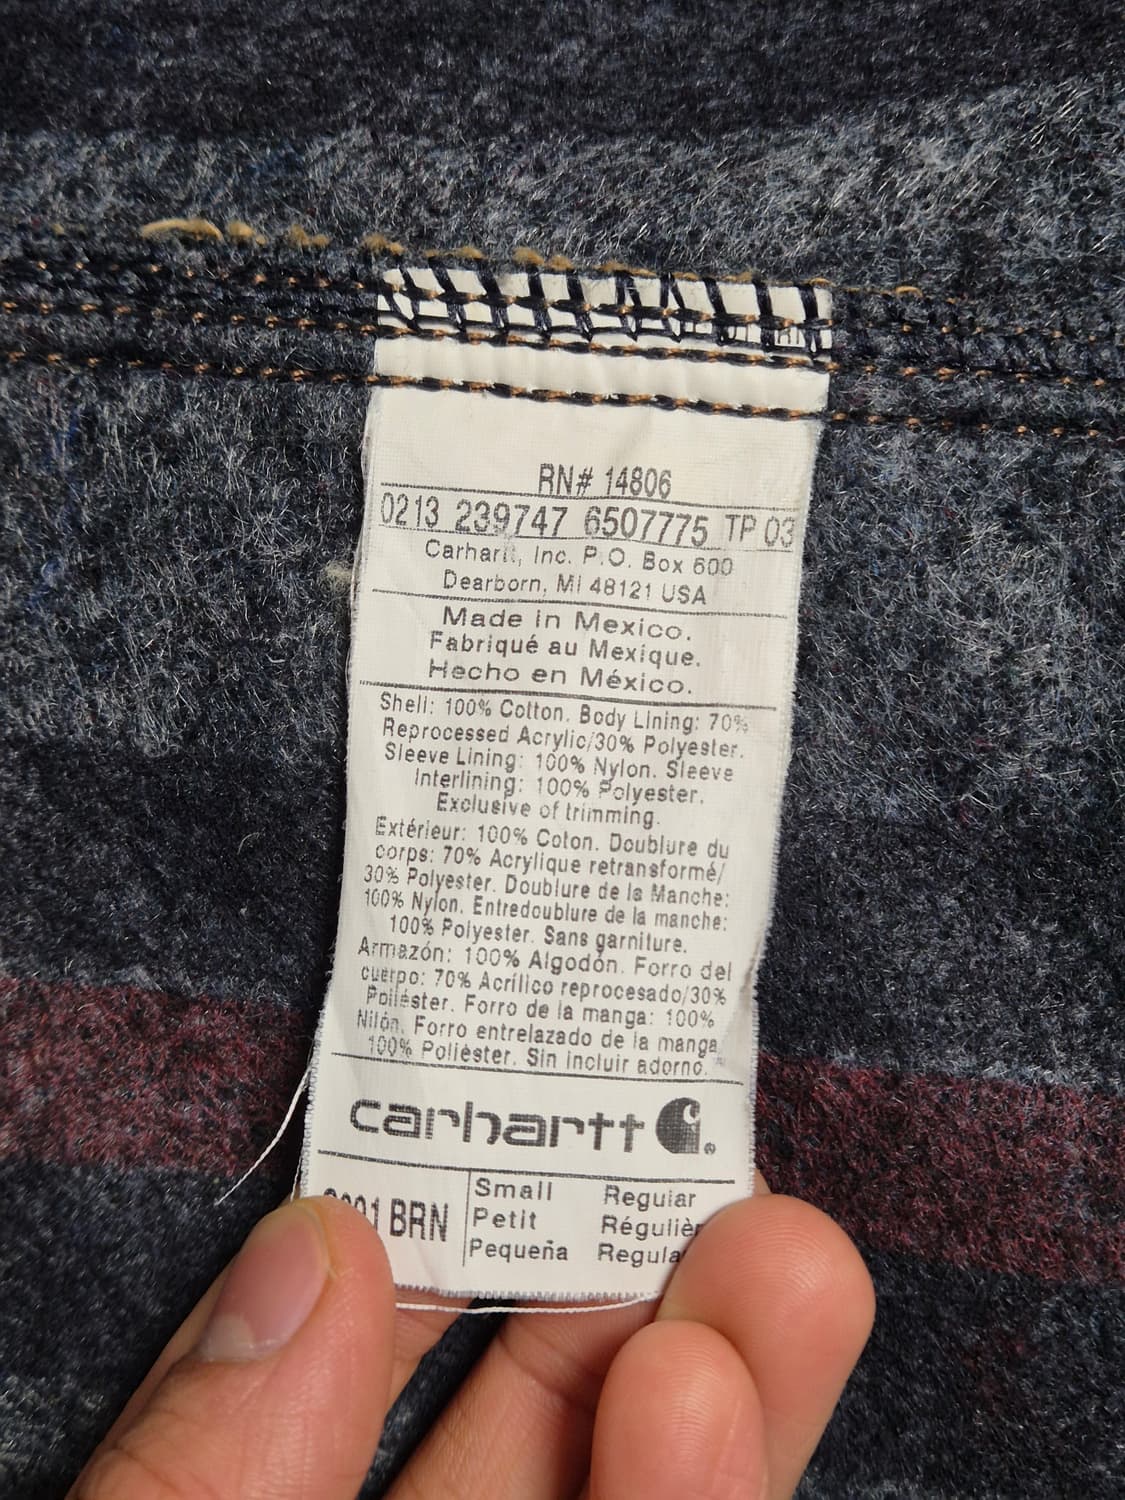 RN# 14806
0213 239747 6507775 TP 03
Carhartt, Inc. P.O. Box 600
Dearborn, MI 48121 USA
Made in Mexico.
Fabriqué au Mexique.
Hecho en México.
Shell: 100% Cotton. Body Lining: 70%
Reprocessed Acrylic/30% Polyester.
Sleeve Lining: 100% Nylon. Sleeve
Interlining: 100% Polyester.
Exclusive of trimming.
Extérieur: 100% Coton. Doublure du
corps: 70% Acrylique retransformé/
30% Polyester. Doublure de la Manche:
100% Nylon. Entredoublure de la manche:
100% Polyester. Sans garniture.
Armazón: 100% Algodón. Forro del
cuerpo: 70% Acrílico reprocesado/30%
Poliéster. Forro de la manga: 100%
Nilón. Forro entrelazado de la manga
100% Poliéster. Sin incluir adorno.
carhartt
BRN
Small Regular
Petit
Pequeña